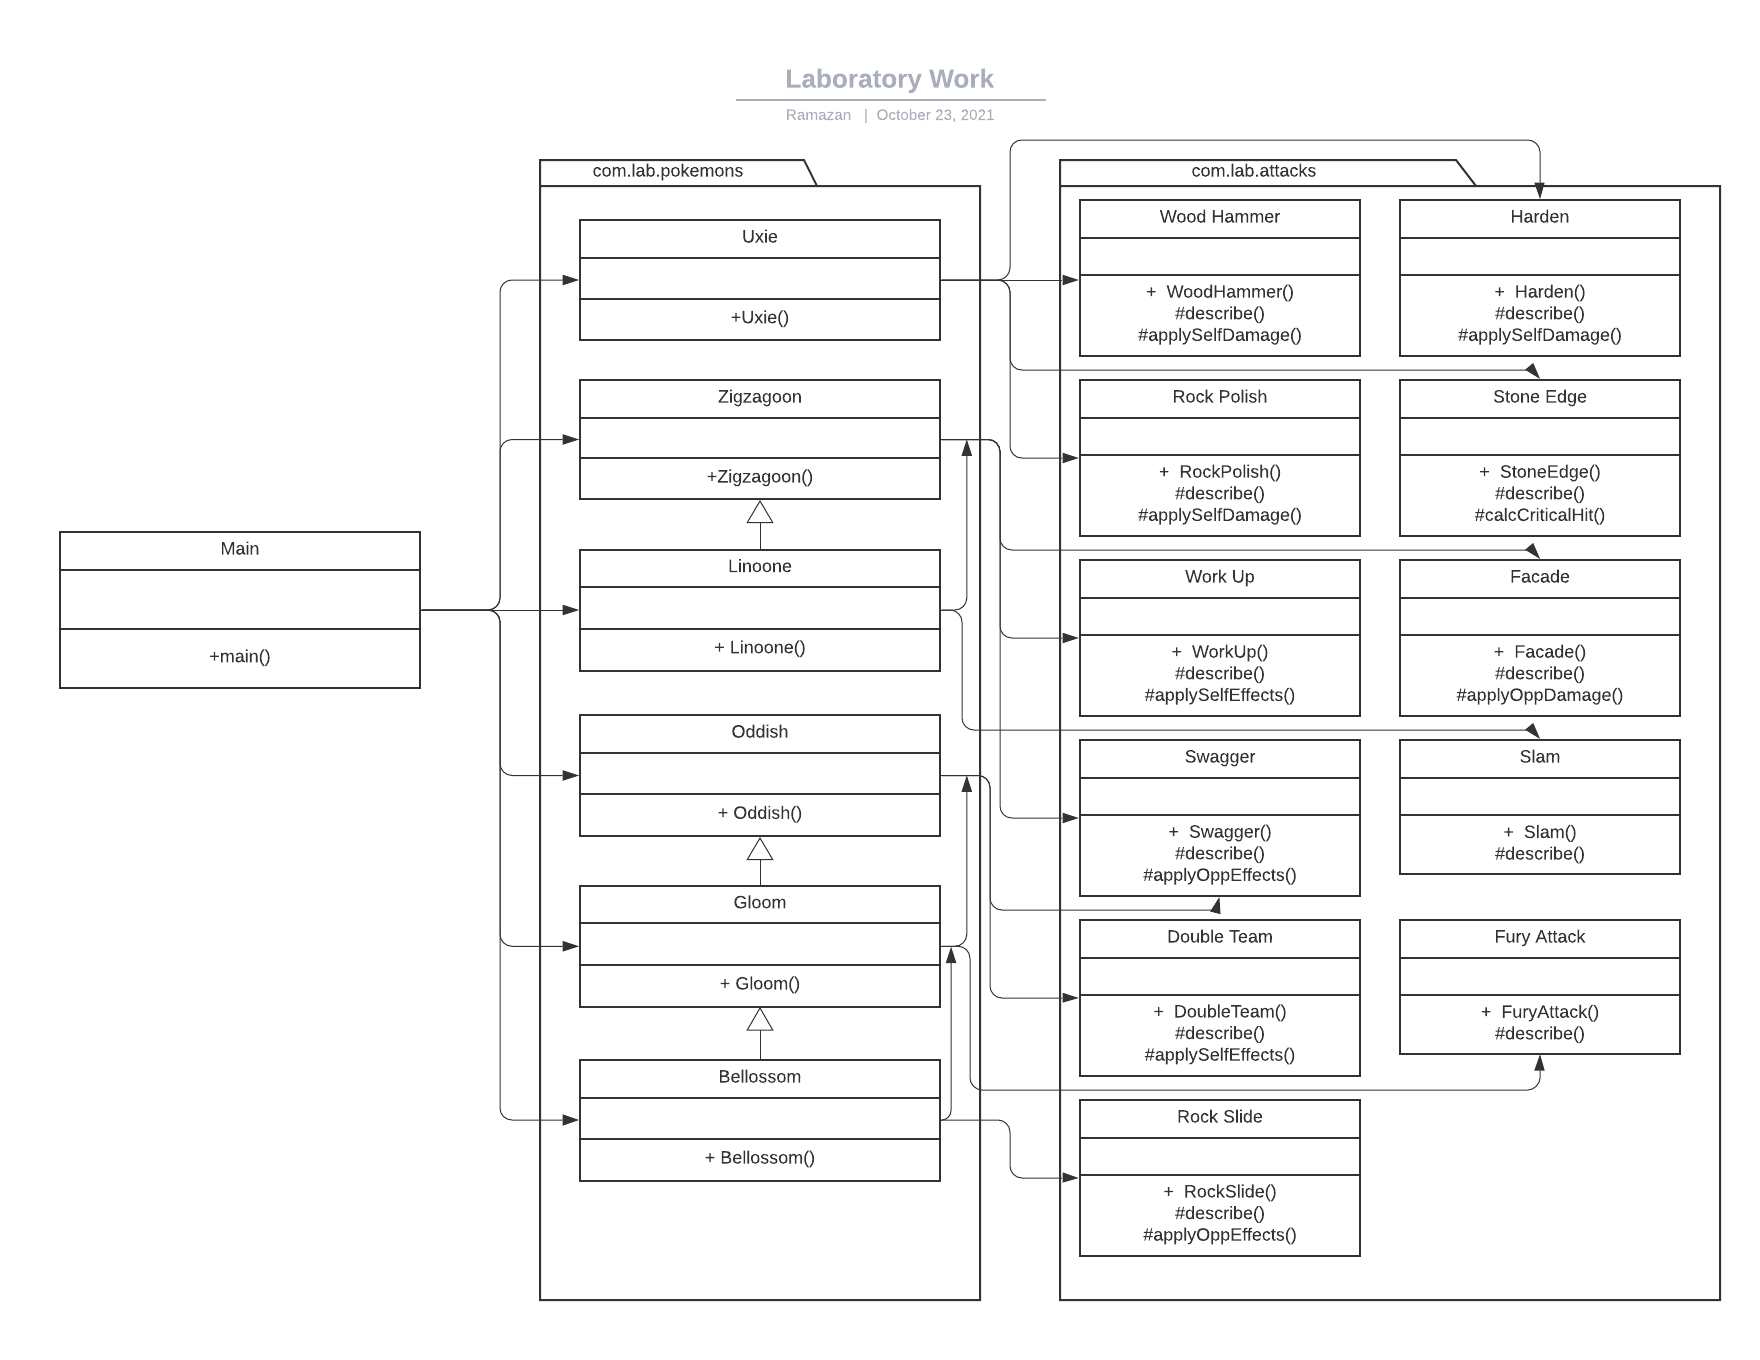 Laboratory Work
Ramazan | October 23, 2021
com.lab.pokemons
com.lab.attacks
Main
+main()
Uxie
+Uxie()
Zigzagoon
+Zigzagoon()
Linoone
+ Linoone()
Oddish
+ Oddish()
Gloom
+ Gloom()
Bellossom
+ Bellossom()
Wood Hammer
+ WoodHammer()
#describe()
#applySelfDamage()
Harden
+ Harden()
#describe()
#applySelfDamage()
Rock Polish
+ RockPolish()
#describe()
#applySelfDamage()
Stone Edge
+ StoneEdge()
#describe()
#calcCriticalHit()
Work Up
+ WorkUp()
#describe()
#applySelfEffects()
Facade
+ Facade()
#describe()
#applyOppDamage()
Swagger
+ Swagger()
#describe()
#applyOppEffects()
Slam
+ Slam()
#describe()
Double Team
+ DoubleTeam()
#describe()
#applySelfEffects()
Fury Attack
+ FuryAttack()
#describe()
Rock Slide
+ RockSlide()
#describe()
#applyOppEffects()